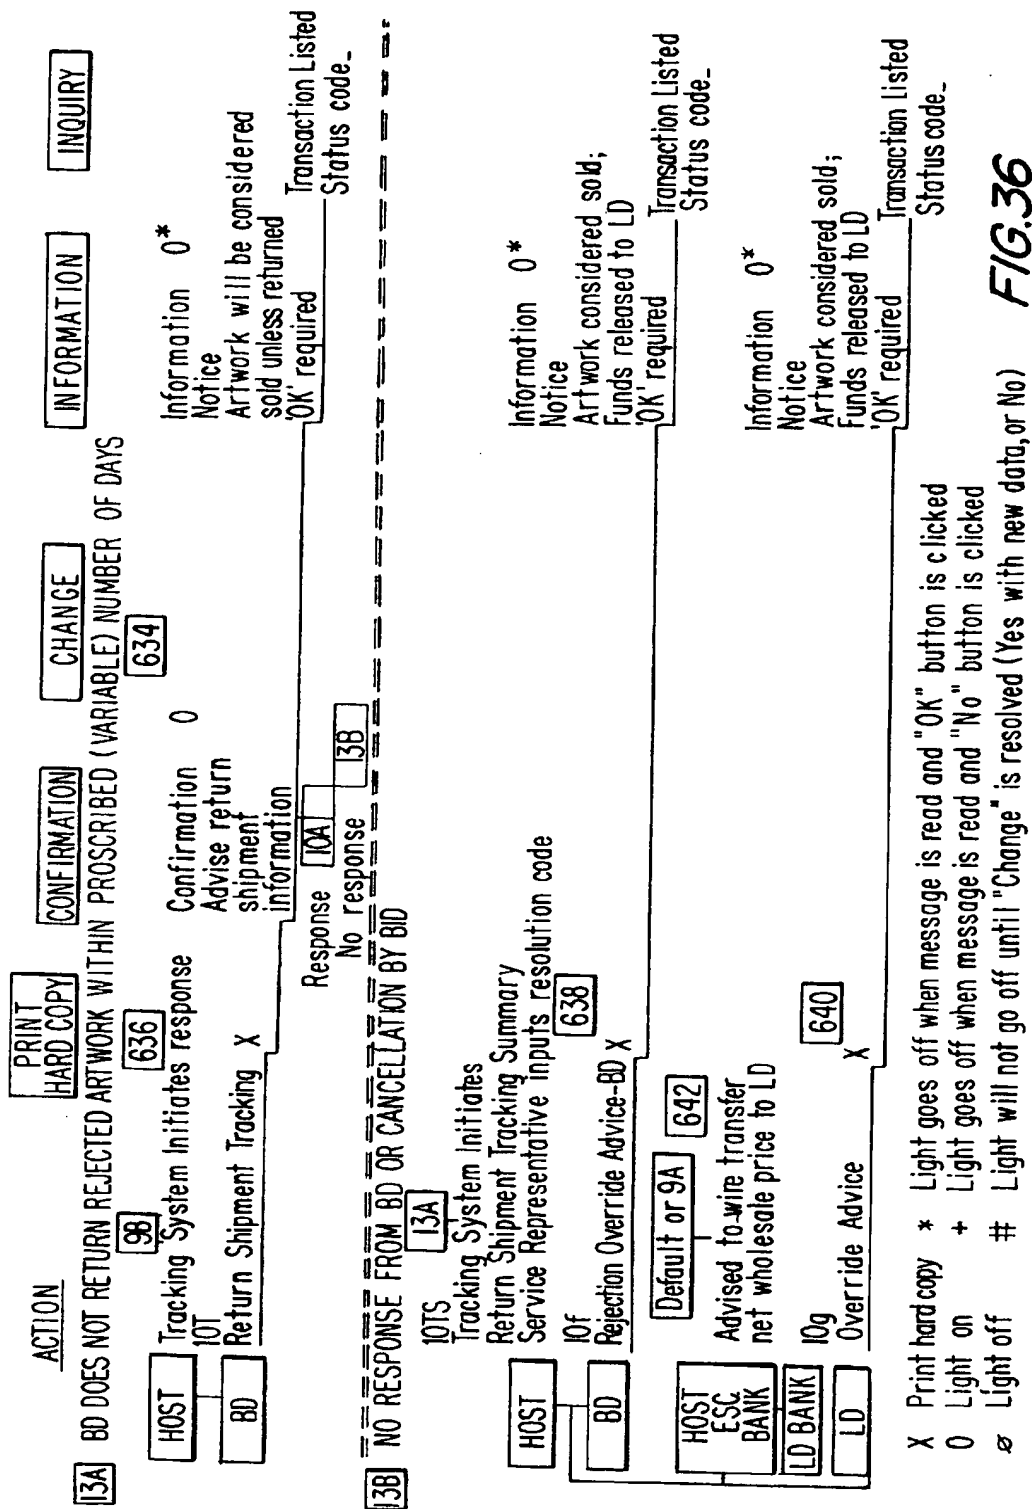 ACTION
PRINT
HARD COPY
CONFIRMATION
CHANGE
INFORMATION
INQUIRY
13A BD DOES NOT RETURN REJECTED ARTWORK WITHIN PROSCRIBED (VARIABLE) NUMBER OF DAYS
9B
636
634
HOST
Tracking System Initiates response
10T
BD
Return Shipment Tracking X
Confirmation O
Advise return
shipment
information
Information O*
Notice
Artwork will be considered
sold unless returned
'OK' required
Transaction Listed
Status code_
Response 10A
No response 13B
13B NO RESPONSE FROM BD OR CANCELLATION BY BID
13A
10TS
HOST
Tracking System Initiates
Return Shipment Tracking Summary
Service Representative inputs resolution code
10f
638
BD
Rejection Override Advice-BD X
Information O*
Notice
Artwork considered sold;
Funds released to LD
'OK' required
Transaction Listed
Status code_
Default or 9A
642
HOST
ESC.
BANK
Advised to wire transfer
net wholesale price to LD
LD BANK
10g
640
LD
Override Advice X
Information O*
Notice
Artwork considered sold;
Funds released to LD
'OK' required
Transaction Listed
Status code_
X Print hard copy * Light goes off when message is read and "OK" button is clicked
O Light on + Light goes off when message is read and "No" button is clicked
ø Light off # Light will not go off until "Change" is resolved (Yes with new data, or No)
FIG.36